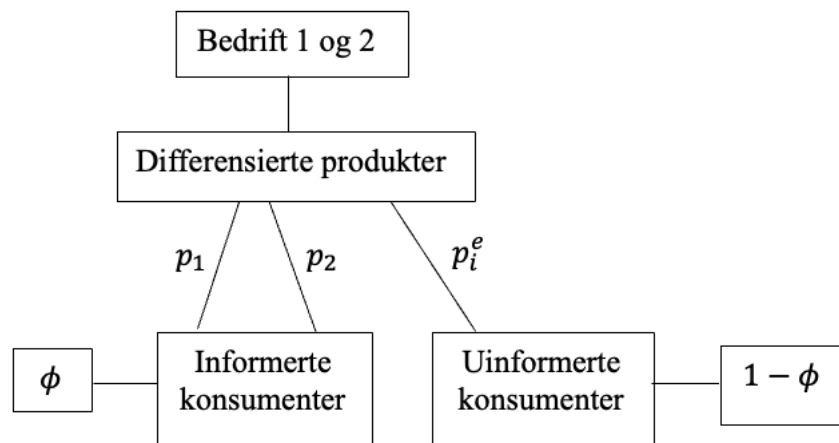 Bedrift 1 og 2
Differensierte produkter
p₁
p₂
pᵢᵉ
ϕ
Informerte
konsumenter
Uinformerte
konsumenter
1 − ϕ